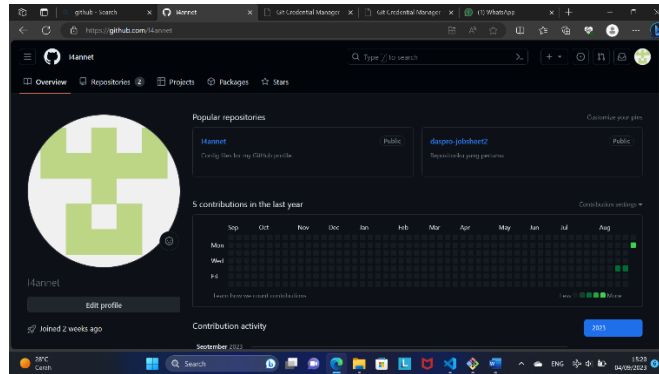 github - Search
l4annet
Git Credential Manager
Git Credential Manager
(1) WhatsApp
https://github.com/l4annet
l4annet
Type / to search
Overview
Repositories 2
Projects
Packages
Stars
Popular repositories
Customize your pins
l4annet
Public
Config files for my GitHub profile.
daspro-jobsheet2
Public
Repositoriku yang pertama
5 contributions in the last year
Contribution settings
Sep Oct Nov Dec Jan Feb Mar Apr May Jun Jul Aug
Mon
Wed
Fri
Learn how we count contributions
Less More
l4annet
Edit profile
Joined 2 weeks ago
Contribution activity
2023
September 2023
28°C
Cerah
Search
ENG
15:23
04/09/2023